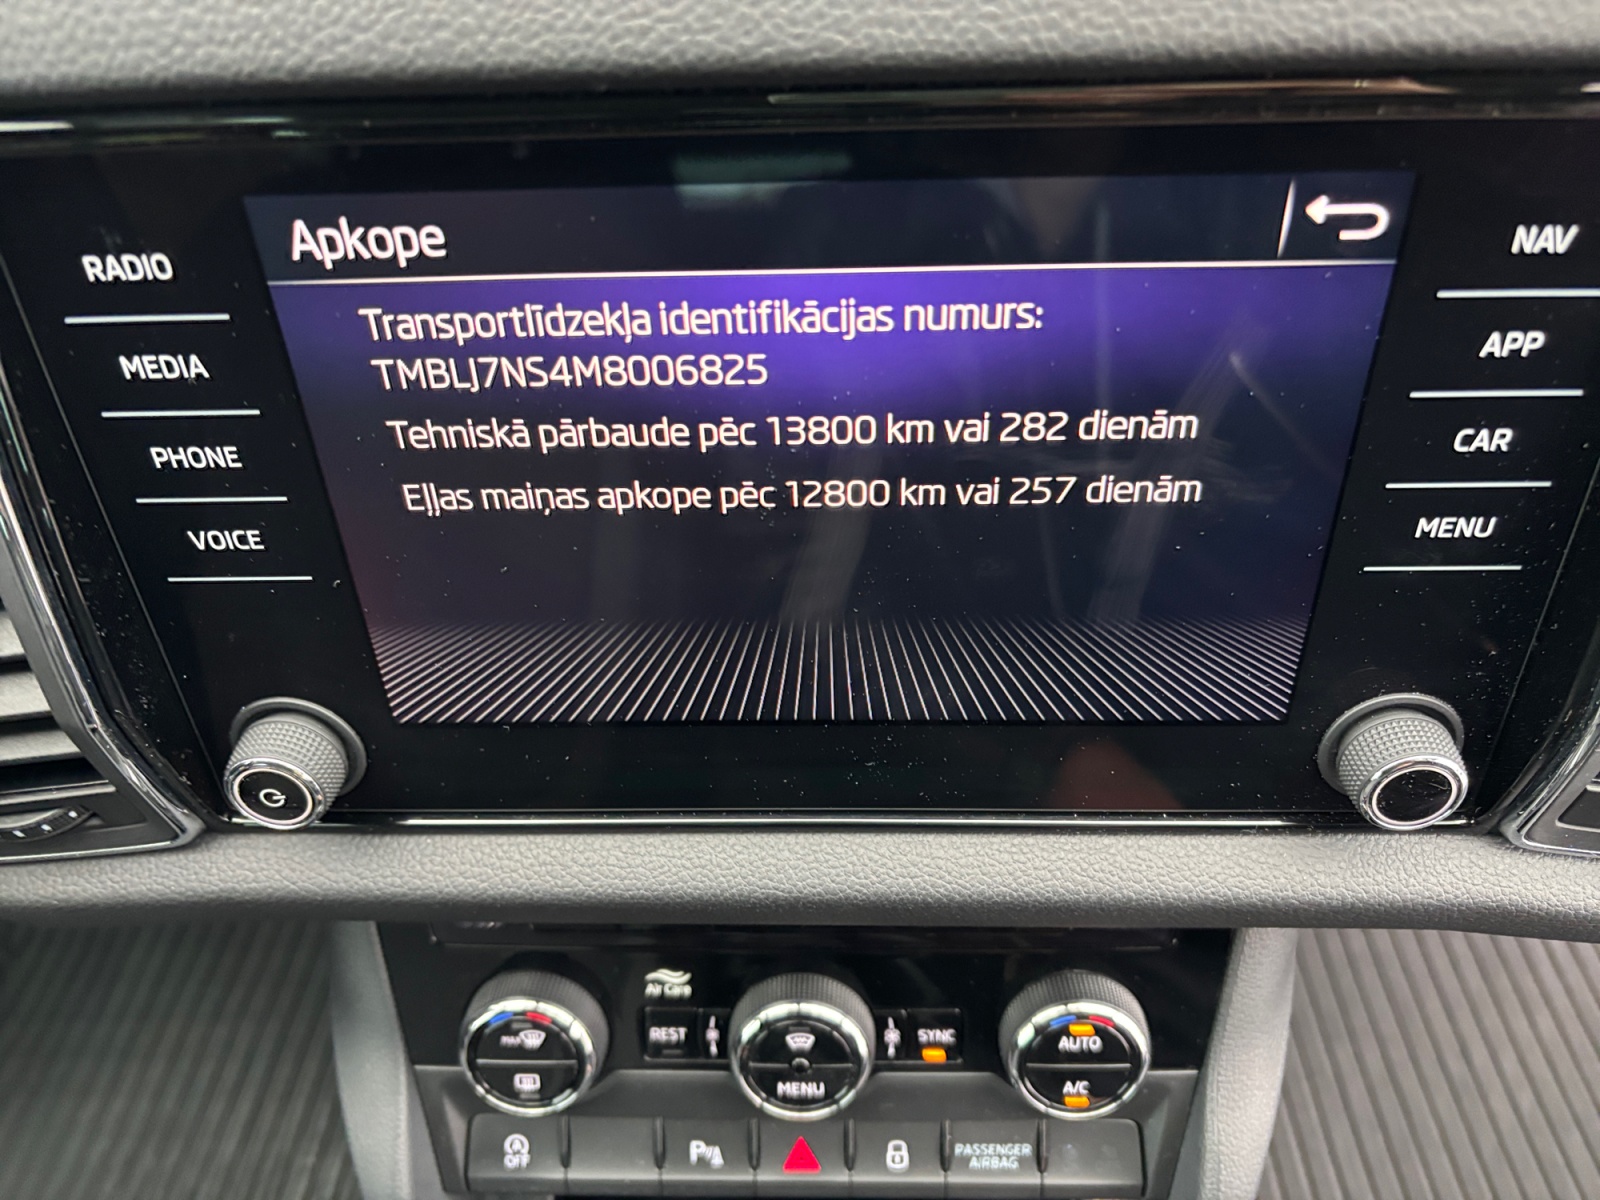 Apkope
Transportlīdzekļa identifikācijas numurs:
TMBLJ7NS4M8006825
Tehniskā pārbaude pēc 13800 km vai 282 dienām
Eļļas maiņas apkope pēc 12800 km vai 257 dienām
RADIO
MEDIA
PHONE
VOICE
NAV
APP
CAR
MENU
Air Care
MAX
REST
MENU
SYNC
AUTO
A/C
OFF
P
PASSENGER
AIRBAG